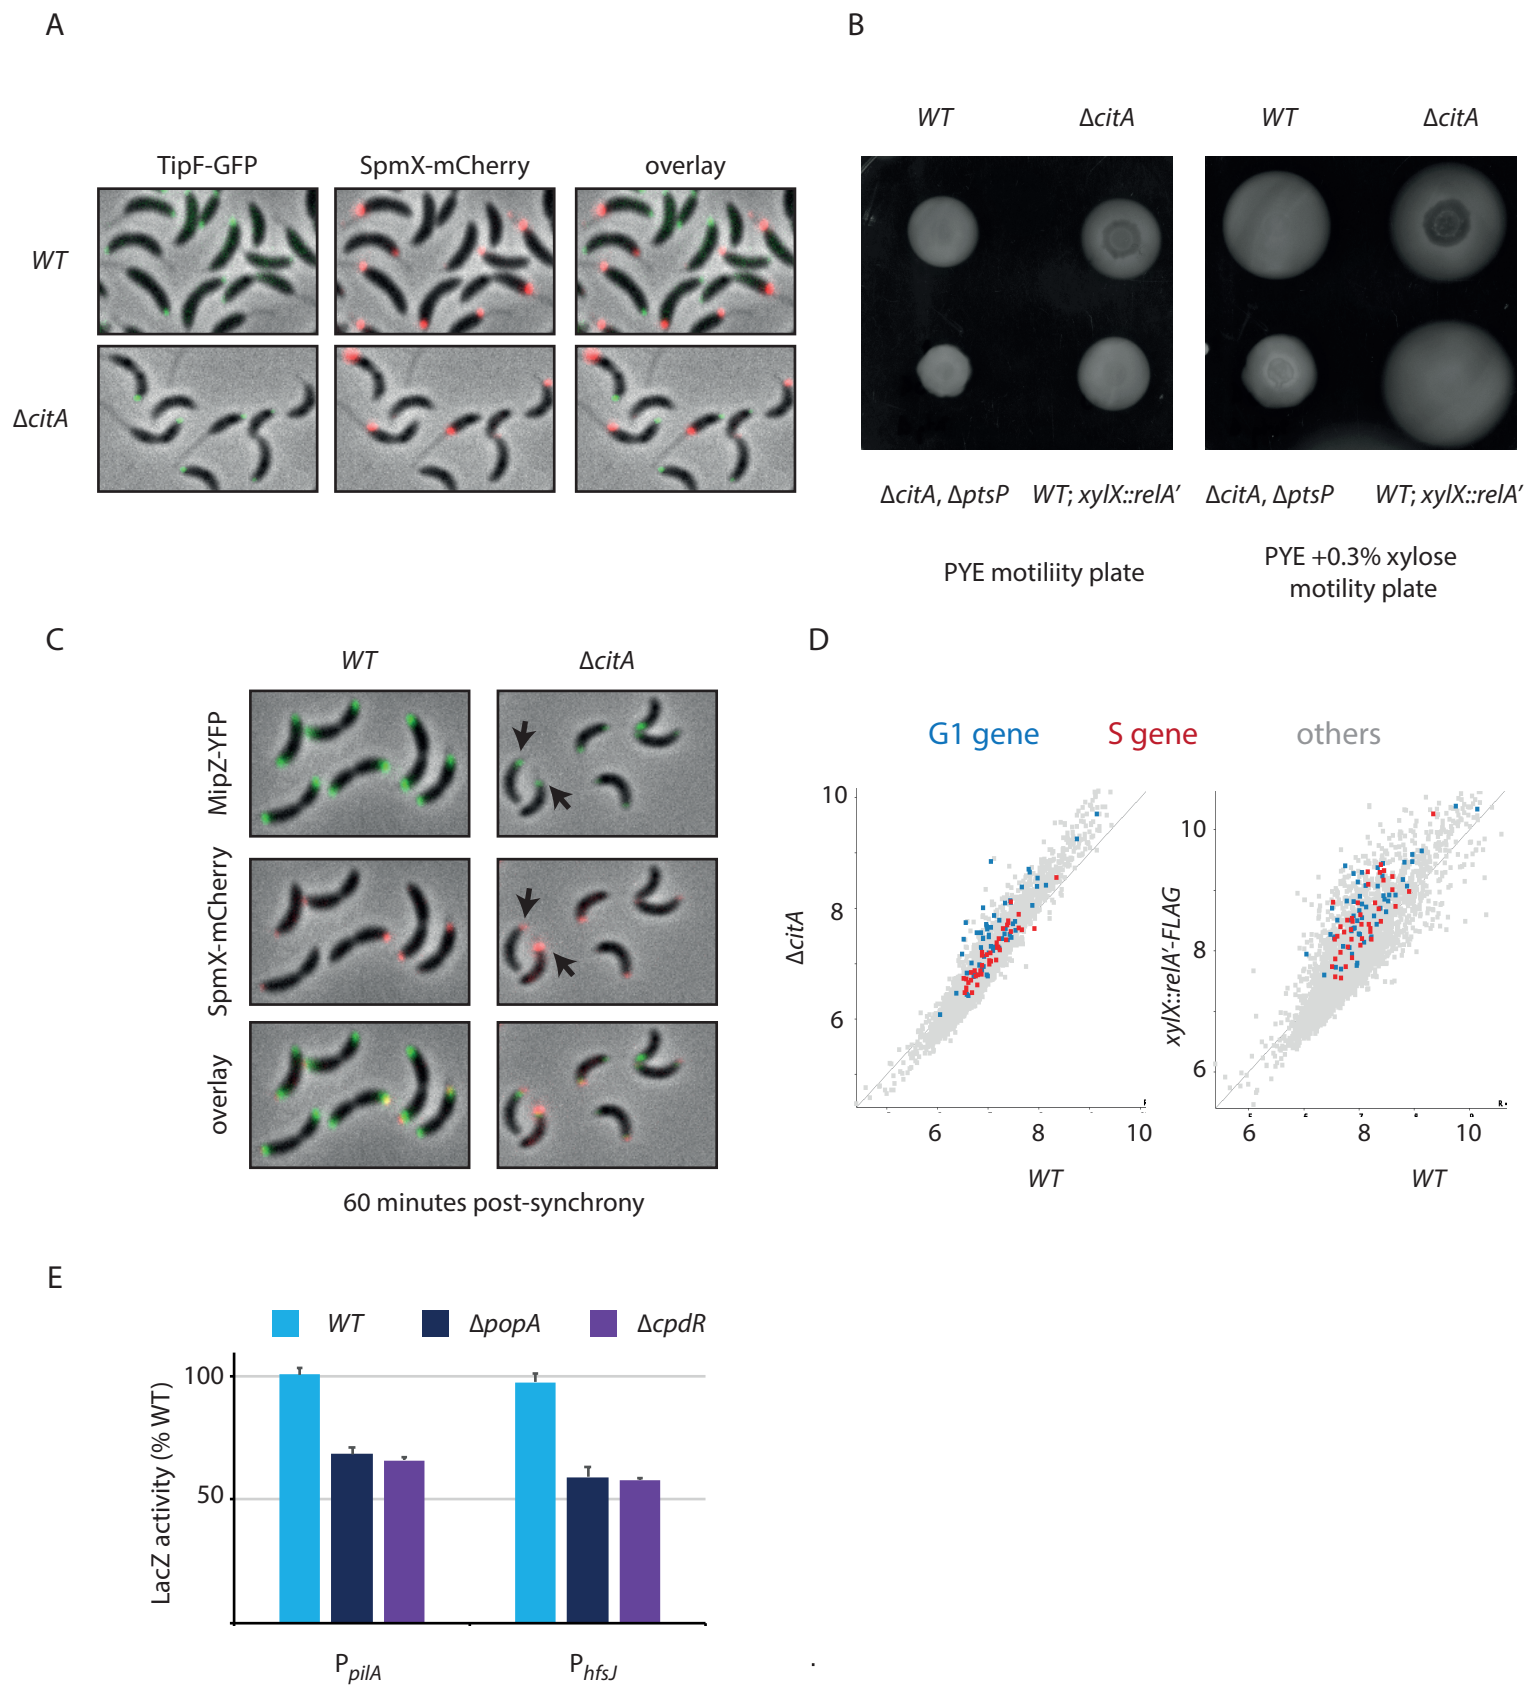 A
B
WT
ΔcitA
WT
ΔcitA
TipF-GFP
SpmX-mCherry
overlay
WT
ΔcitA
ΔcitA, ΔptsP
WT; xylX::relA′
ΔcitA, ΔptsP
WT; xylX::relA′
PYE motiliity plate
PYE +0.3% xylose
motility plate
C
D
WT
ΔcitA
MipZ-YFP
SpmX-mCherry
overlay
60 minutes post-synchrony
G1 gene
S gene
others
10
8
6
ΔcitA
6
8
10
WT
10
8
6
xylX::relA′-FLAG
6
8
10
WT
E
WT
ΔpopA
ΔcpdR
100
50
LacZ activity (% WT)
PpilA
PhfsJ